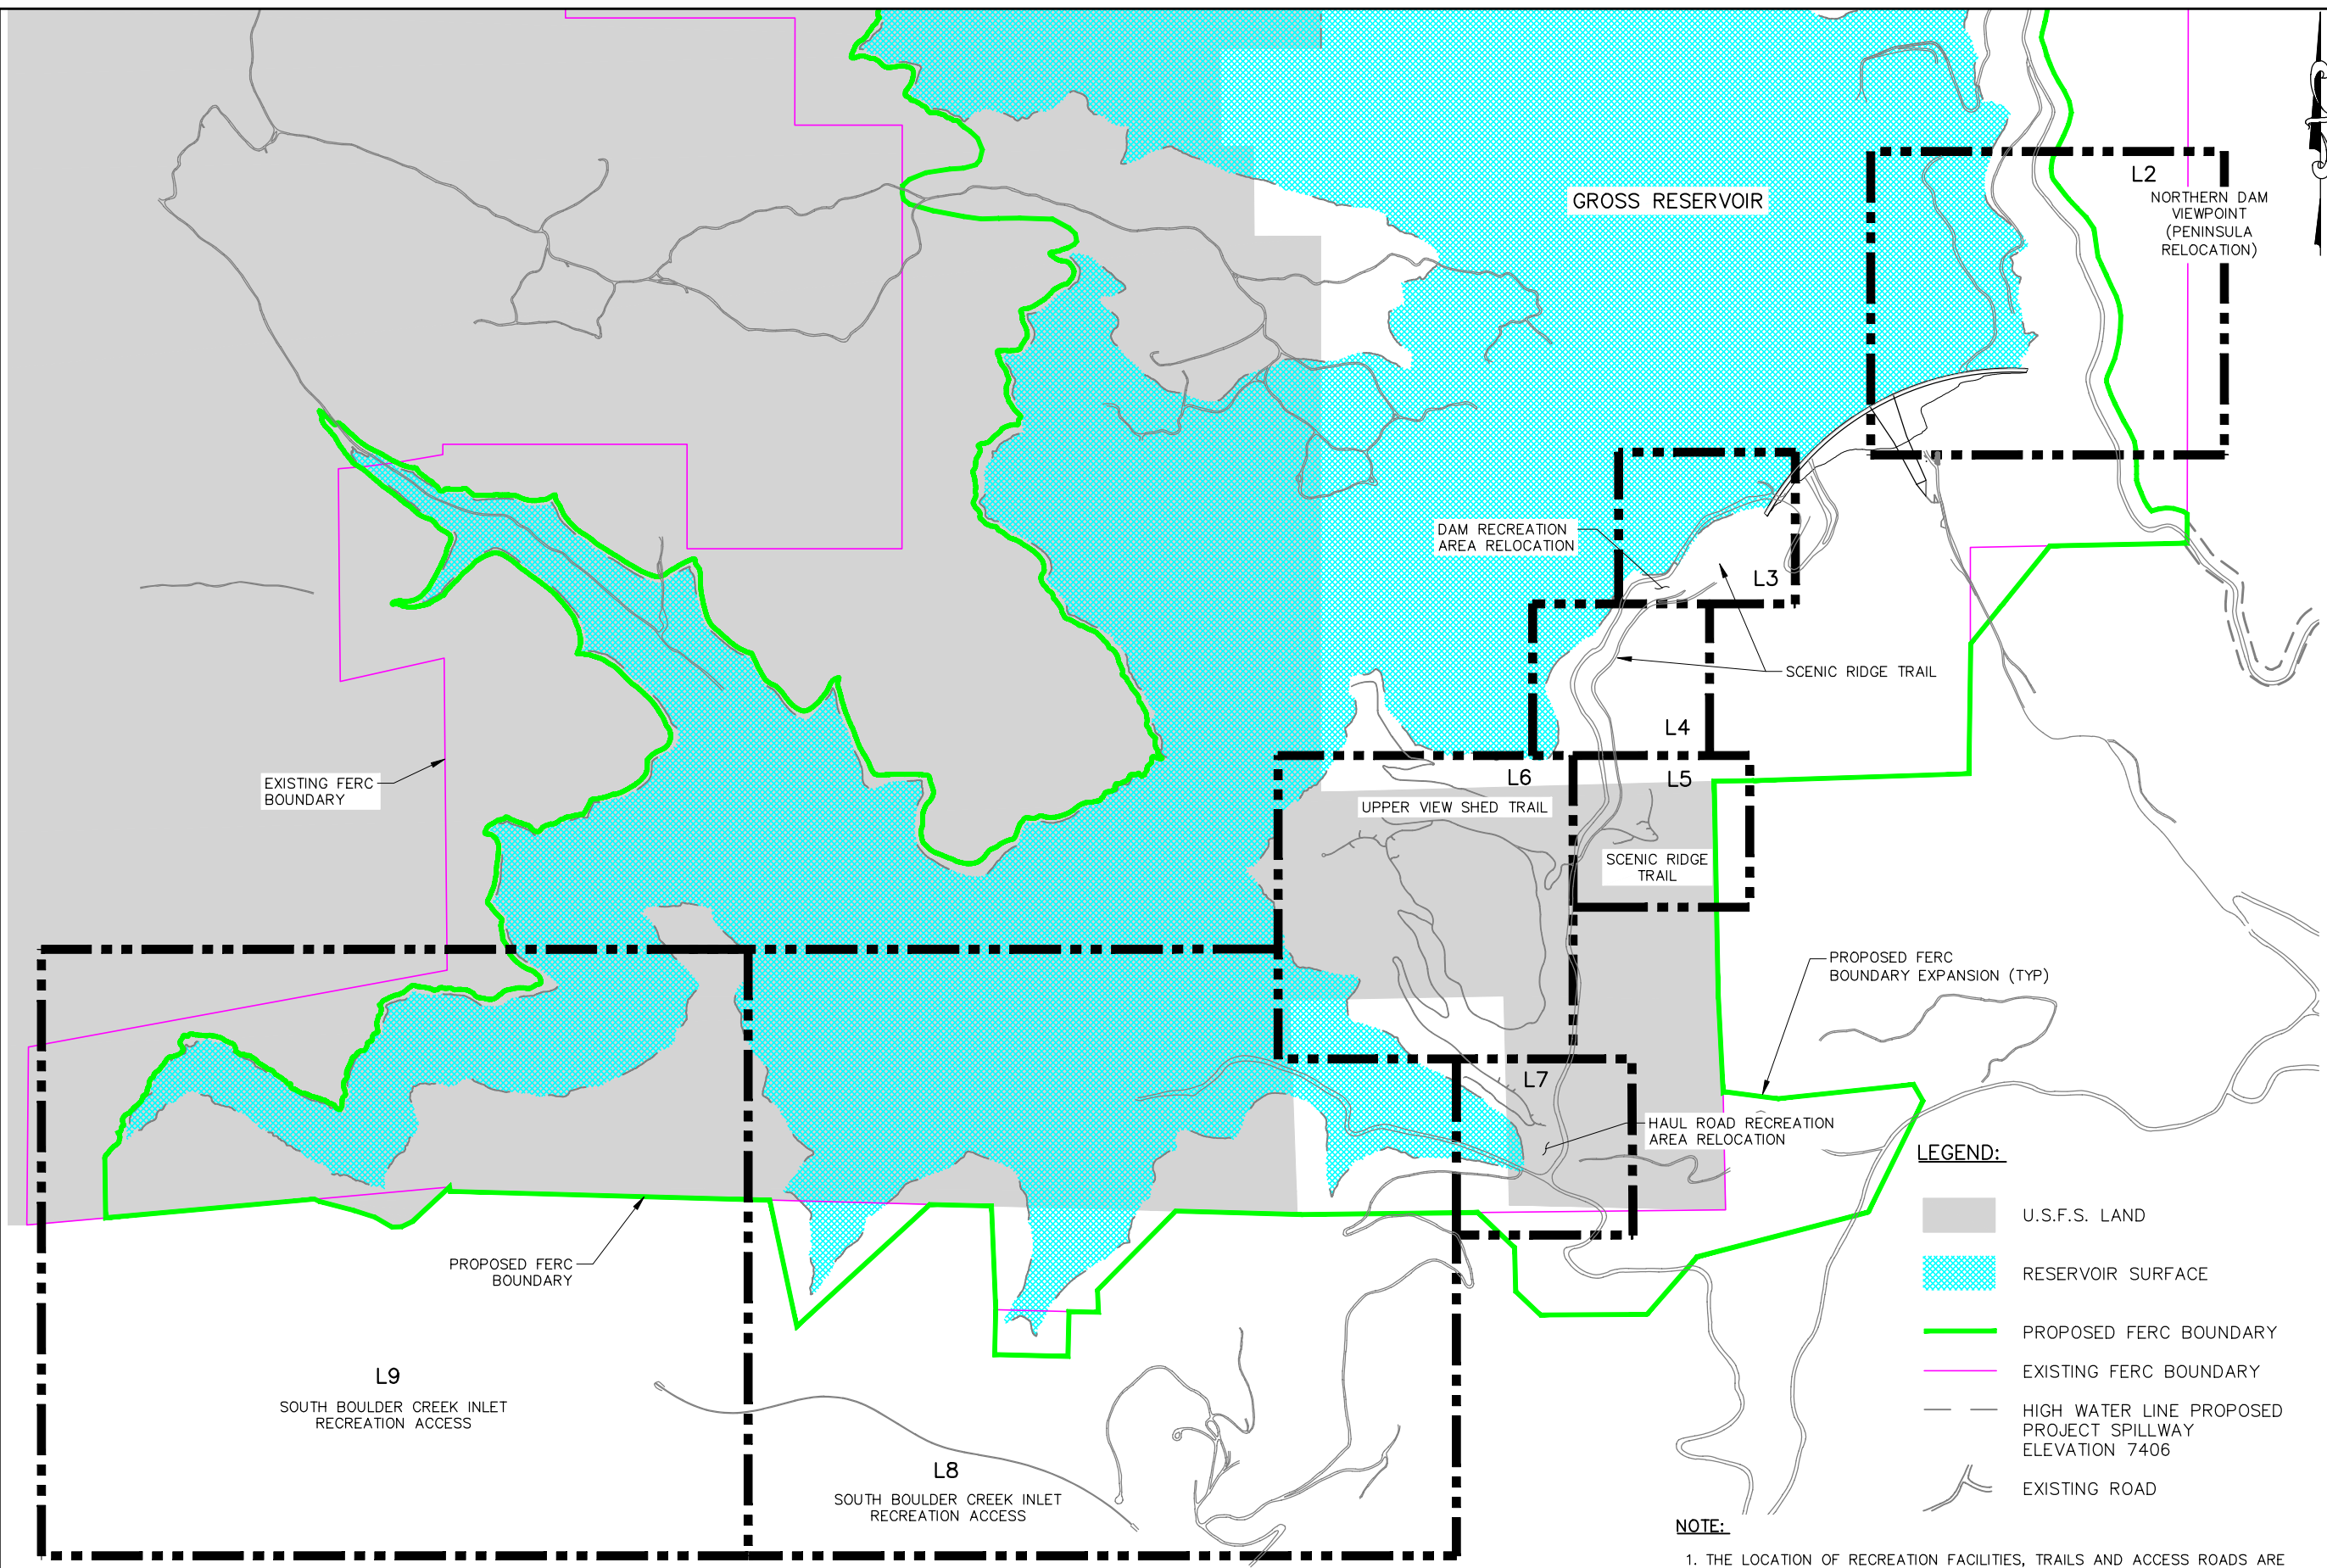 L2
NORTHERN DAM
VIEWPOINT
(PENINSULA
RELOCATION)
GROSS RESERVOIR
DAM RECREATION
AREA RELOCATION
L3
SCENIC RIDGE TRAIL
L4
EXISTING FERC
BOUNDARY
L6
L5
UPPER VIEW SHED TRAIL
SCENIC RIDGE
TRAIL
PROPOSED FERC
BOUNDARY EXPANSION (TYP)
L7
HAUL ROAD RECREATION
AREA RELOCATION
PROPOSED FERC
BOUNDARY
L9
SOUTH BOULDER CREEK INLET
RECREATION ACCESS
L8
SOUTH BOULDER CREEK INLET
RECREATION ACCESS
LEGEND:
U.S.F.S. LAND
RESERVOIR SURFACE
PROPOSED FERC BOUNDARY
EXISTING FERC BOUNDARY
HIGH WATER LINE PROPOSED
PROJECT SPILLWAY
ELEVATION 7406
EXISTING ROAD
NOTE:
1. THE LOCATION OF RECREATION FACILITIES, TRAILS AND ACCESS ROADS ARE